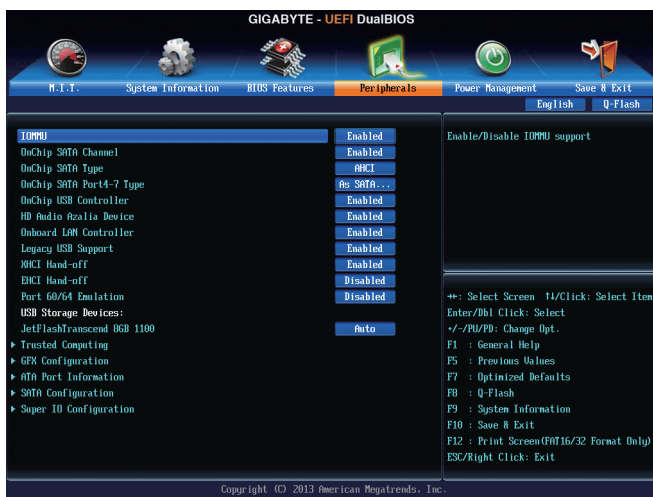 GIGABYTE - UEFI DualBIOS
M.I.T. System Information BIOS Features Peripherals Power Management Save & Exit
English Q-Flash
IOMMU Enabled
OnChip SATA Channel Enabled
OnChip SATA Type AHCI
OnChip SATA Port4-7 Type As SATA...
OnChip USB Controller Enabled
HD Audio Azalia Device Enabled
Onboard LAN Controller Enabled
Legacy USB Support Enabled
XHCI Hand-off Enabled
EHCI Hand-off Disabled
Port 60/64 Emulation Disabled
USB Storage Devices:
JetFlashTranscend 8GB 1100 Auto
Trusted Computing
GFX Configuration
ATA Port Information
SATA Configuration
Super IO Configuration
Enable/Disable IOMMU support
→←: Select Screen ↑↓/Click: Select Item
Enter/Dbl Click: Select
+/-/PU/PD: Change Opt.
F1 : General Help
F5 : Previous Values
F7 : Optimized Defaults
F8 : Q-Flash
F9 : System Information
F10 : Save & Exit
F12 : Print Screen(FAT16/32 Format Only)
ESC/Right Click: Exit
Copyright (C) 2013 American Megatrends, Inc.